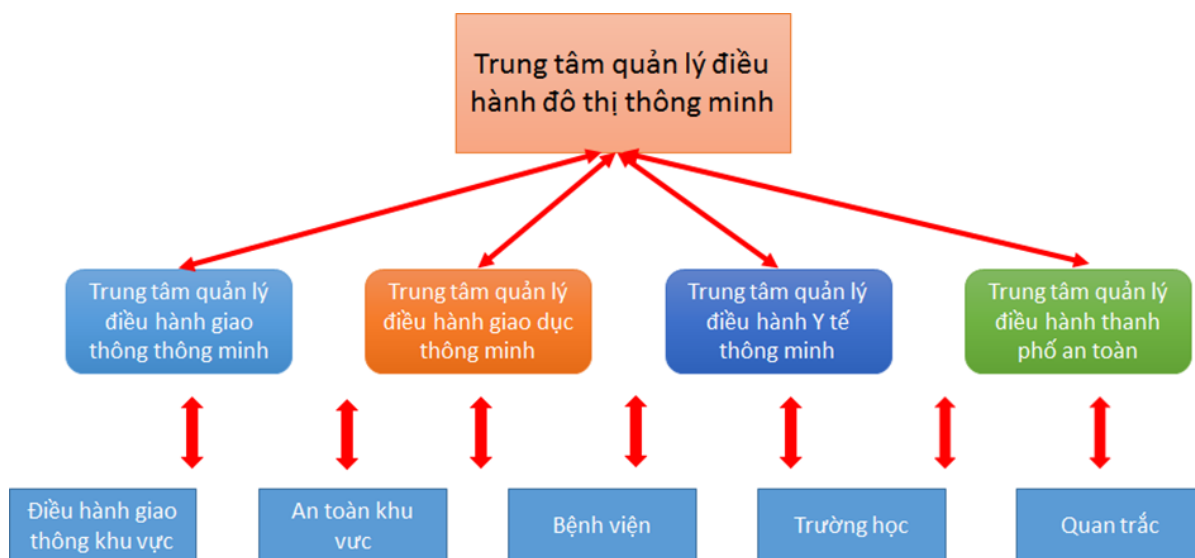 Trung tâm quản lý điều
hành đô thị thông minh
Trung tâm quản lý
điều hành giao
thông thông minh
Trung tâm quản lý
điều hành giao dục
thông minh
Trung tâm quản lý
điều hành Y tế
thông minh
Trung tâm quản lý
điều hành thanh
phố an toàn
Điều hành giao
thông khu vực
An toàn khu
vưc
Bệnh viện
Trường học
Quan trắc